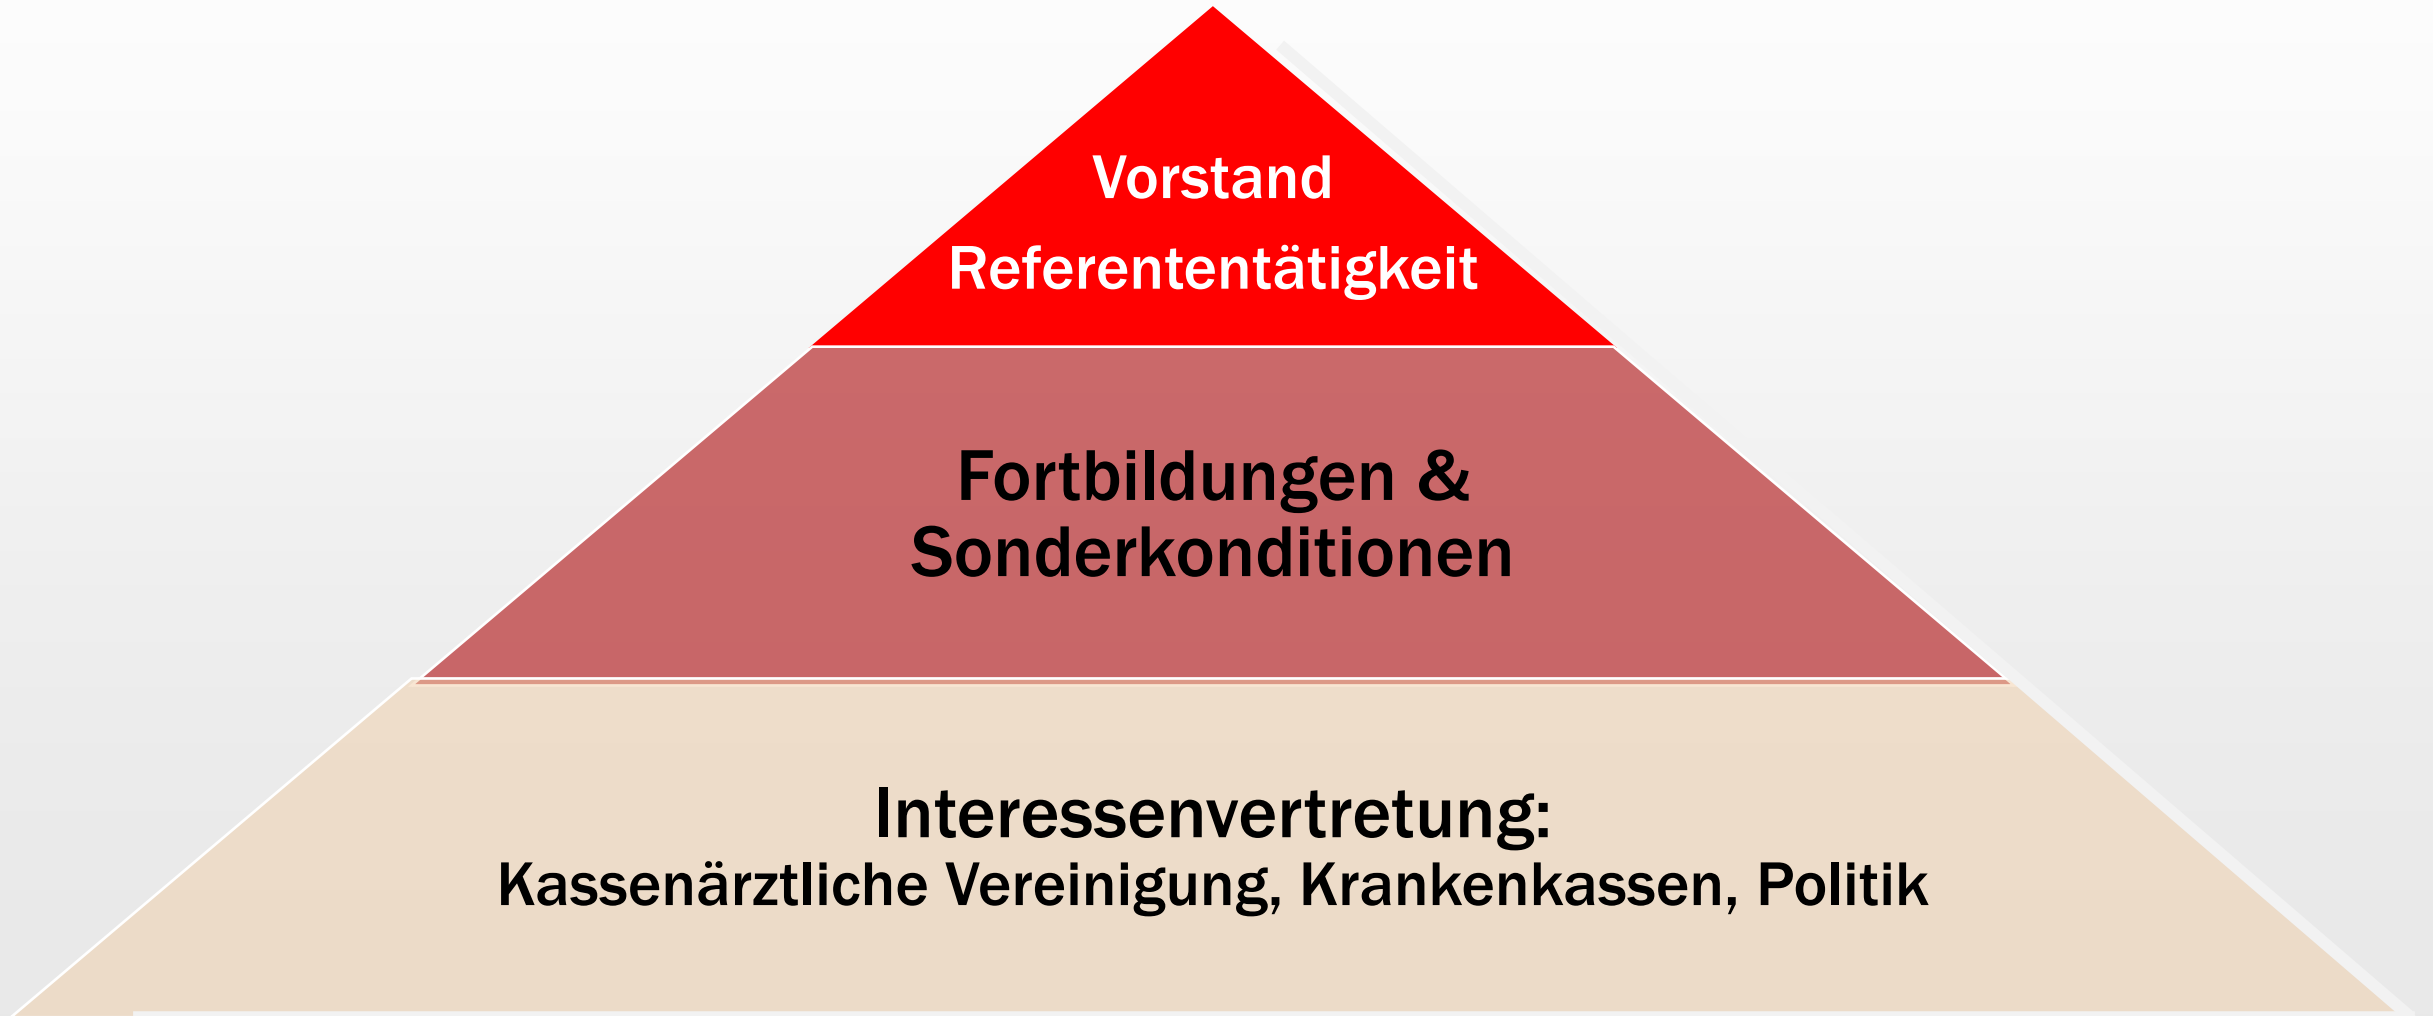 Vorstand
Referententätigkeit
Fortbildungen &
Sonderkonditionen
Interessenvertretung:
Kassenärztliche Vereinigung, Krankenkassen, Politik